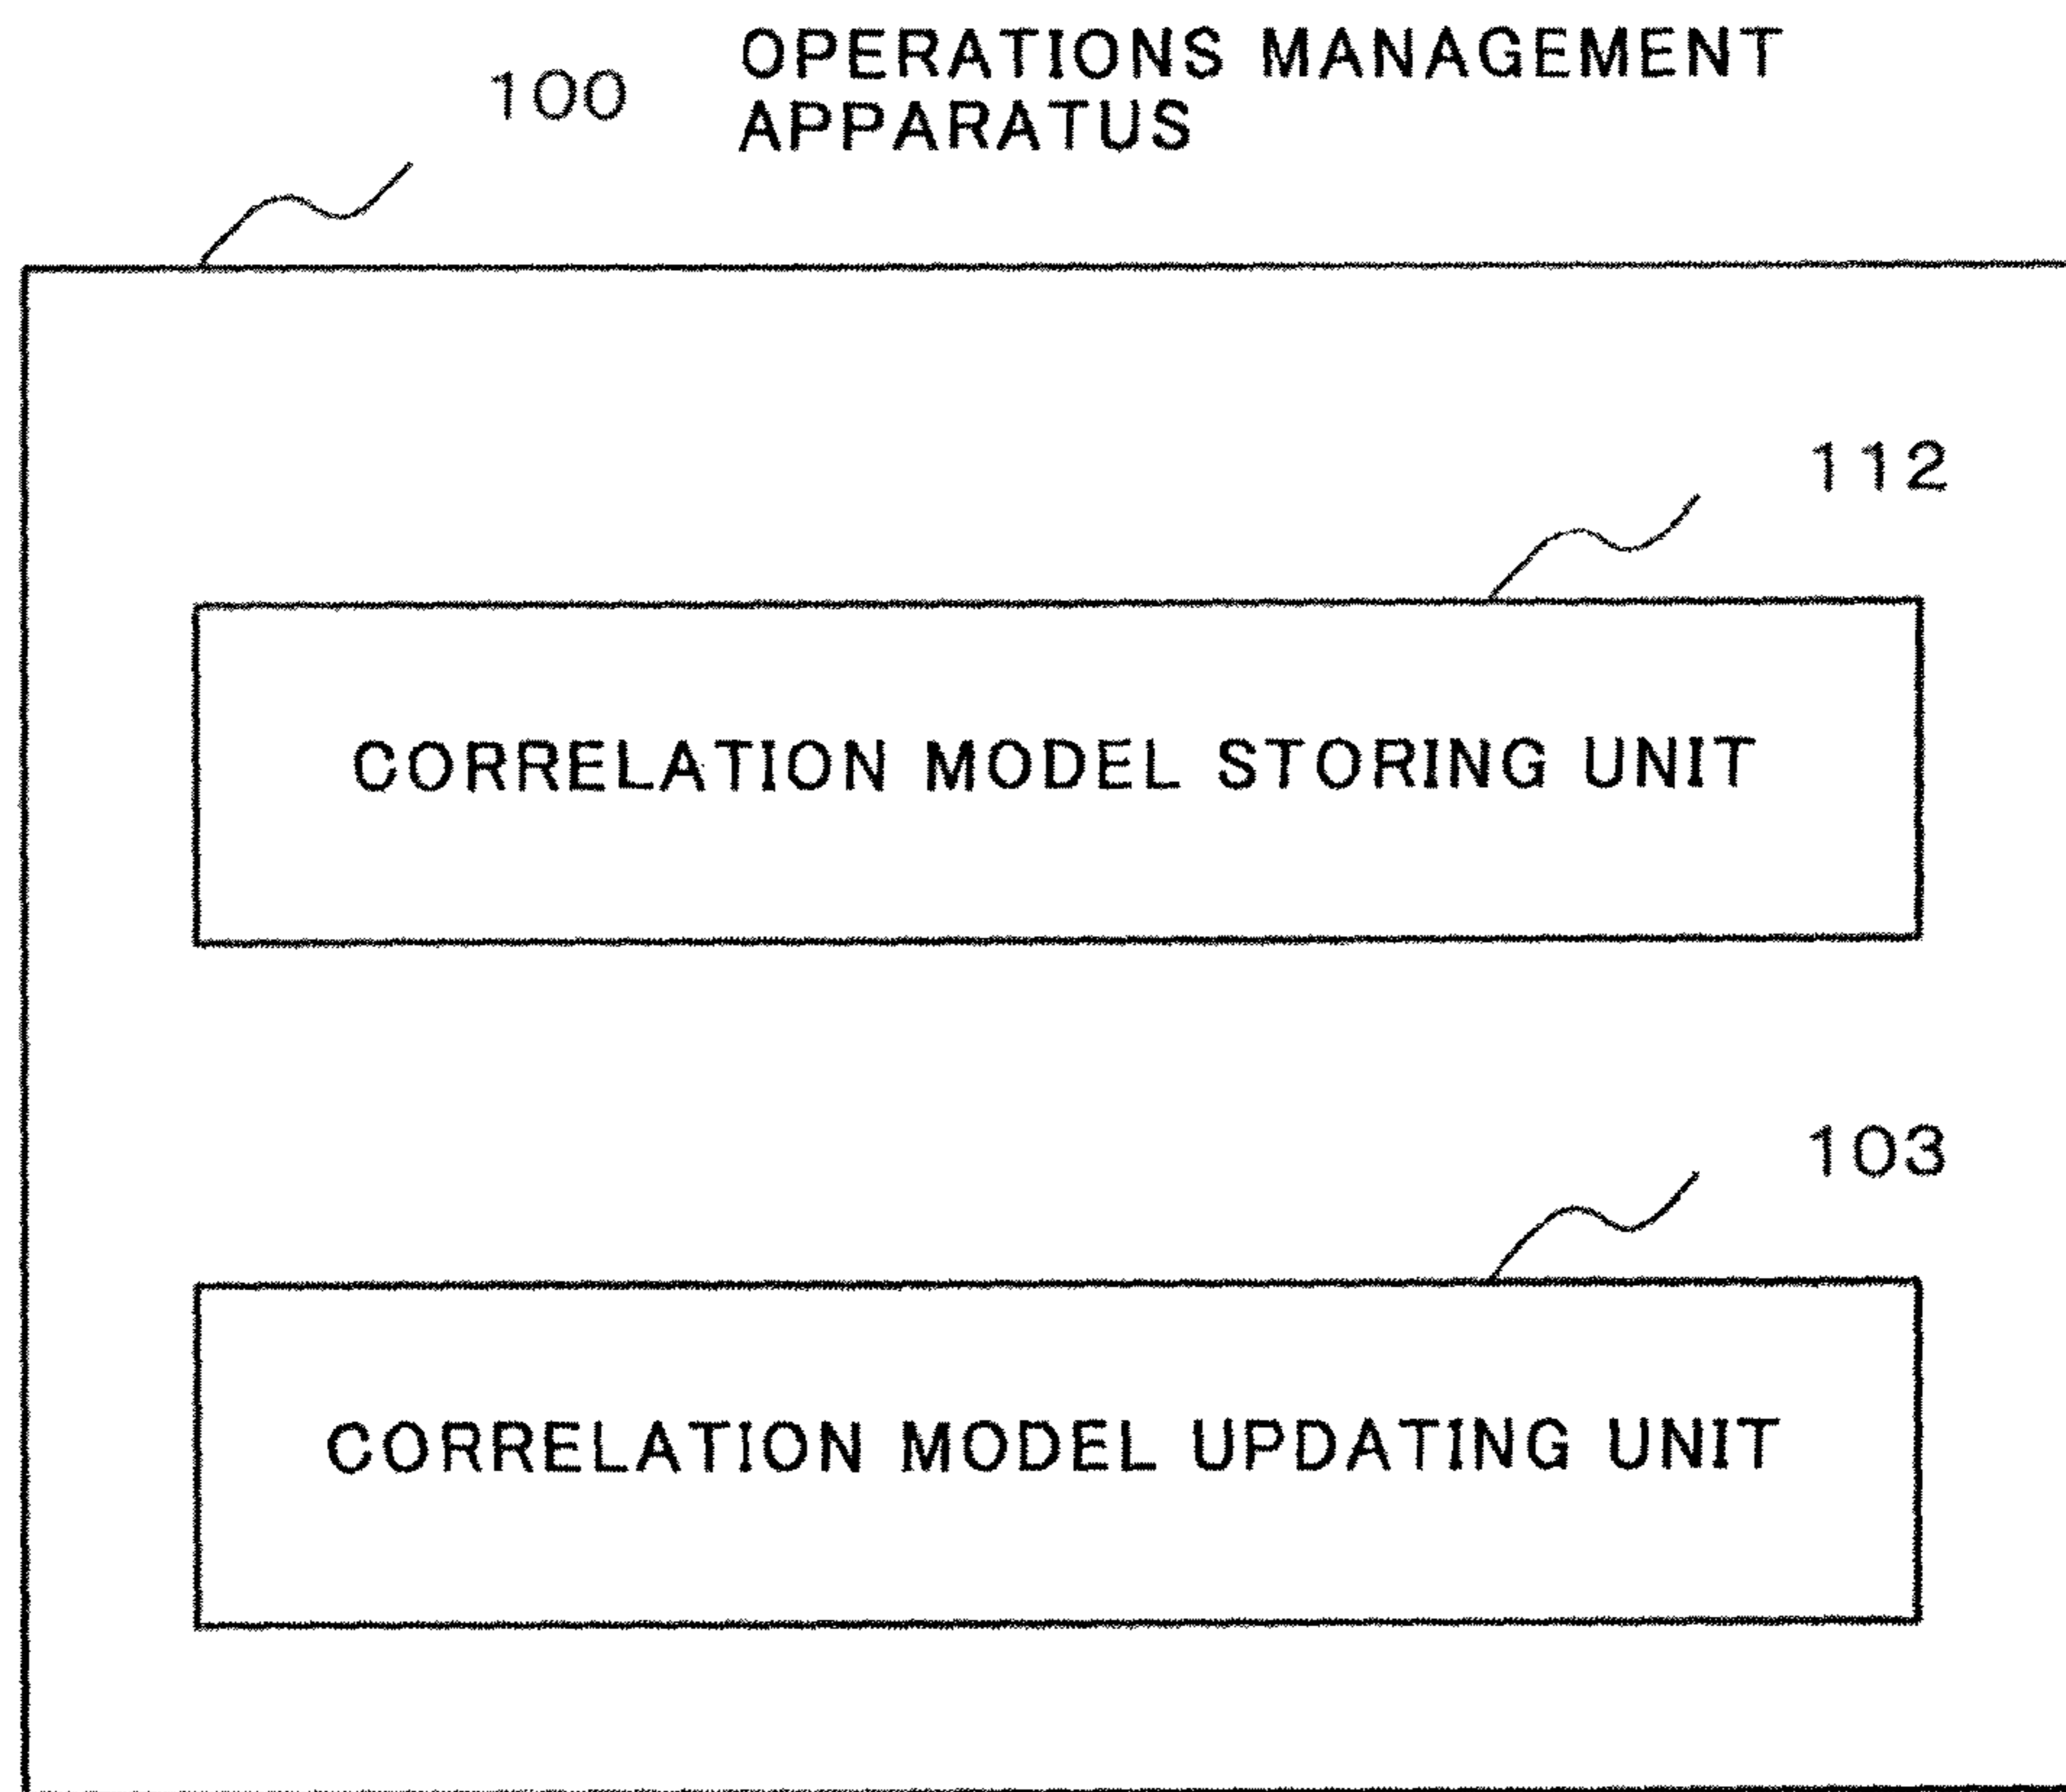 100
OPERATIONS MANAGEMENT
APPARATUS
112
CORRELATION MODEL STORING UNIT
103
CORRELATION MODEL UPDATING UNIT